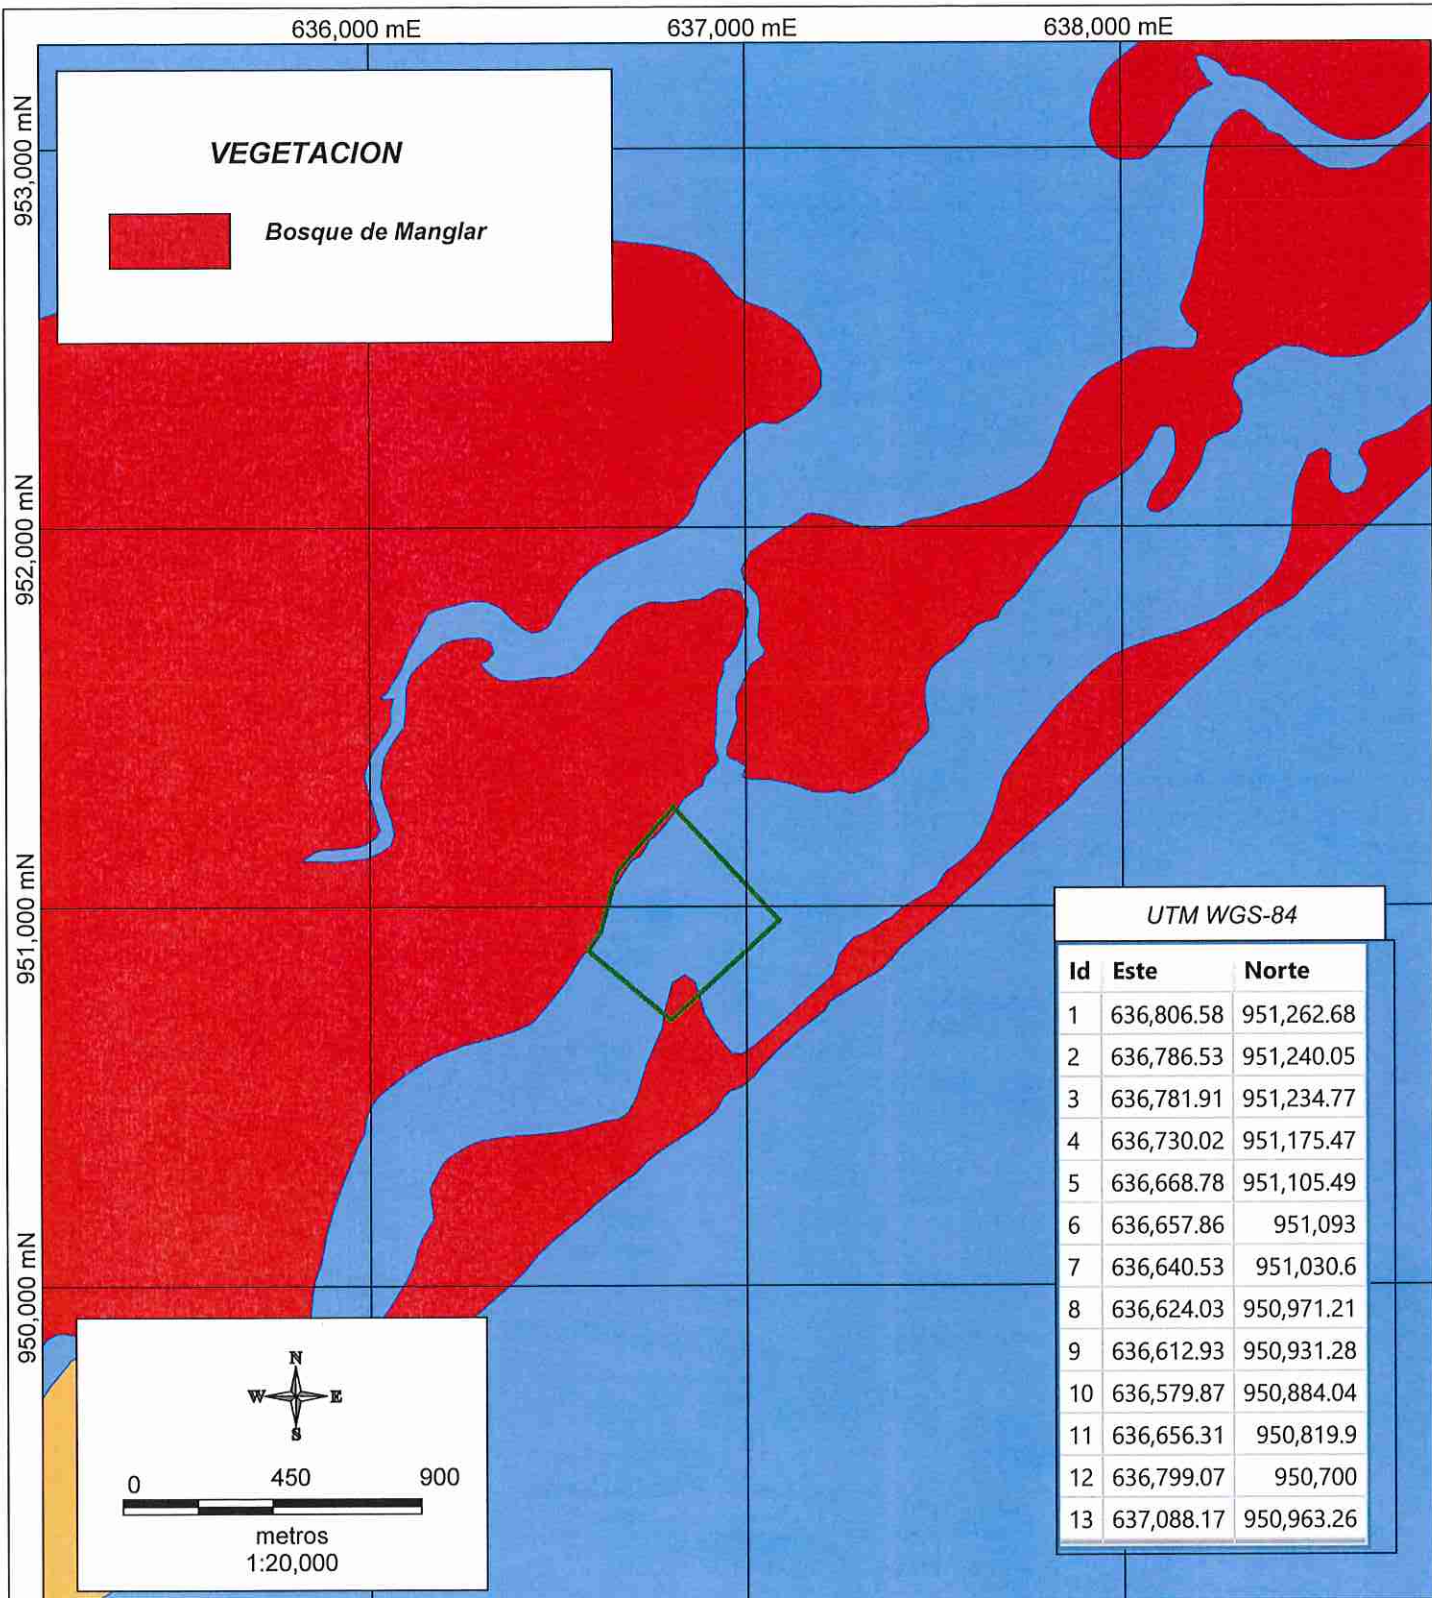 636,000 mE 637,000 mE 638,000 mE
953,000 mN
952,000 mN
951,000 mN
950,000 mN
VEGETACION
Bosque de Manglar
UTM WGS-84
Id Este Norte
1 636,806.58 951,262.68
2 636,786.53 951,240.05
3 636,781.91 951,234.77
4 636,730.02 951,175.47
5 636,668.78 951,105.49
6 636,657.86 951,093
7 636,640.53 951,030.6
8 636,624.03 950,971.21
9 636,612.93 950,931.28
10 636,579.87 950,884.04
11 636,656.31 950,819.9
12 636,799.07 950,700
13 637,088.17 950,963.26
N
W E
S
0 450 900
metros
1:20,000